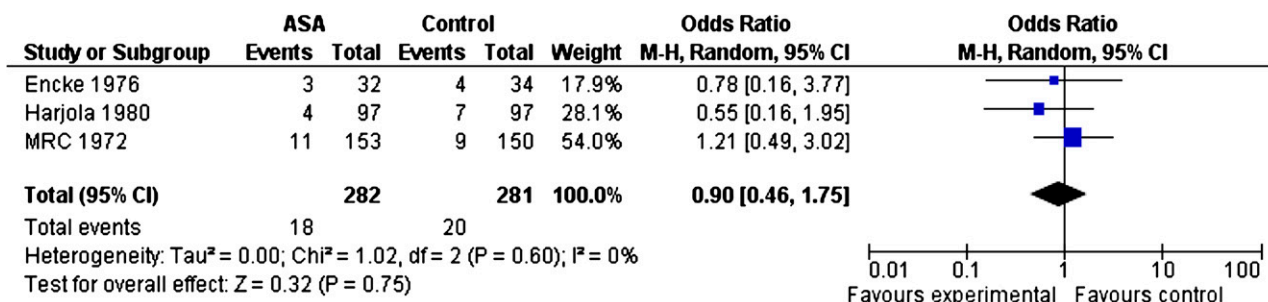 ASA Control Odds Ratio Odds Ratio
Study or Subgroup Events Total Events Total Weight M-H, Random, 95% CI M-H, Random, 95% CI
Encke 1976 3 32 4 34 17.9% 0.78 [0.16, 3.77]
Harjola 1980 4 97 7 97 28.1% 0.55 [0.16, 1.95]
MRC 1972 11 153 9 150 54.0% 1.21 [0.49, 3.02]
Total (95% CI) 282 281 100.0% 0.90 [0.46, 1.75]
Total events 18 20
Heterogeneity: Tau² = 0.00; Chi² = 1.02, df = 2 (P = 0.60); I² = 0%
Test for overall effect: Z = 0.32 (P = 0.75)
0.01 0.1 1 10 100
Favours experimental Favours control